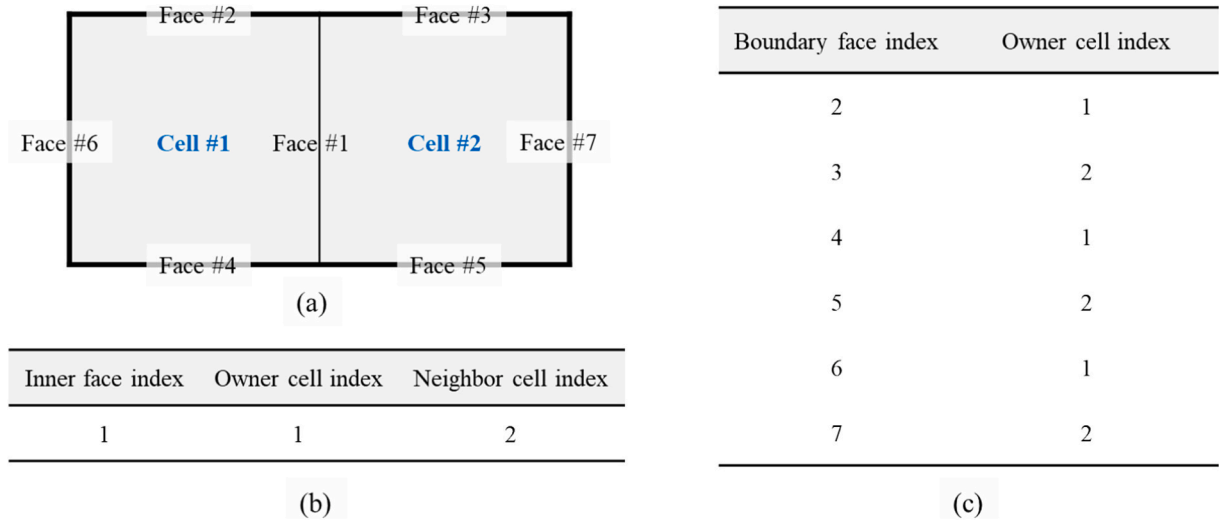 Face #2
Face #3
Face #6
Cell #1
Face #1
Cell #2
Face #7
Face #4
Face #5
(a)
Inner face index Owner cell index Neighbor cell index
1 1 2
(b)
Boundary face index Owner cell index
2 1
3 2
4 1
5 2
6 1
7 2
(c)